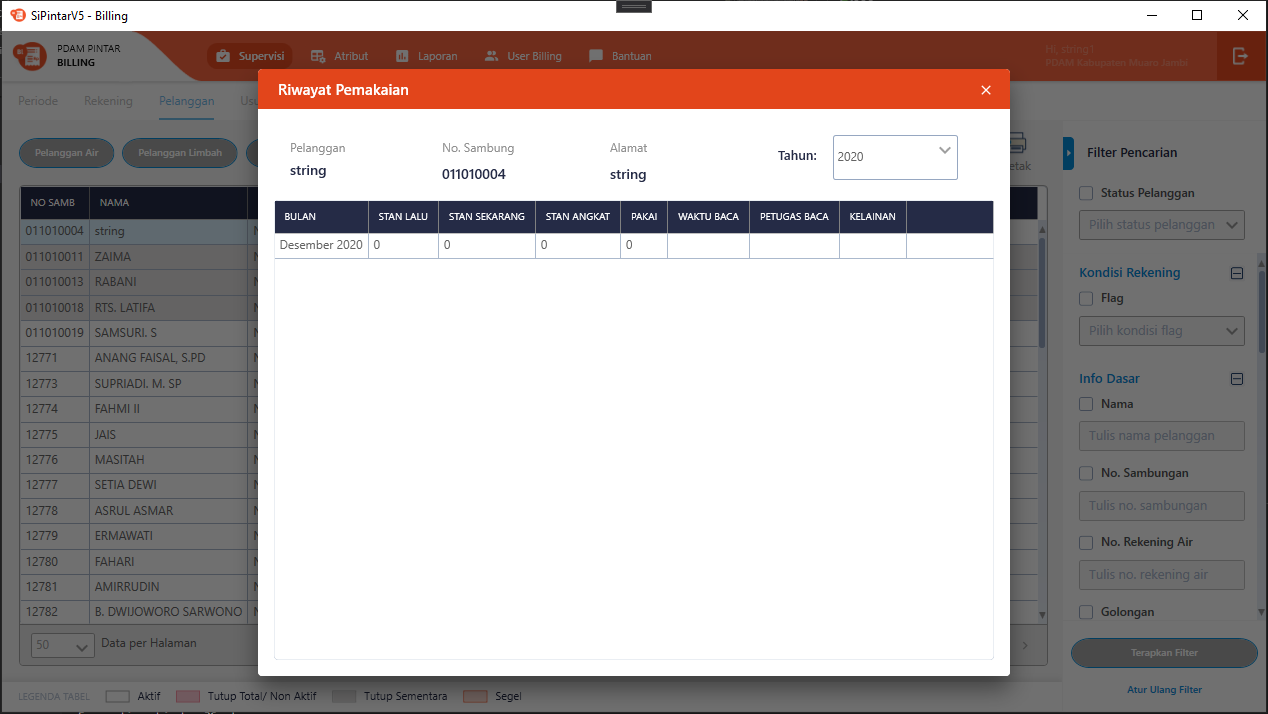 SiPintarV5 - Billing
PDAM PINTAR
BILLING
Supervisi
Atribut
Laporan
User Billing
Bantuan
Hi, string1
PDAM Kabupaten Muaro Jambi
Periode
Rekening
Pelanggan
Pelanggan Air
Pelanggan Limbah
etak
Riwayat Pemakaian
Pelanggan
string
No. Sambung
011010004
Alamat
string
Tahun:
2020
BULAN STAN LALU STAN SEKARANG STAN ANGKAT PAKAI WAKTU BACA PETUGAS BACA KELAINAN
Desember 2020 0 0 0 0
NO SAMB NAMA
011010004 string
011010011 ZAIMA
011010013 RABANI
011010018 RTS. LATIFA
011010019 SAMSURI. S
12771 ANANG FAISAL, S.PD
12773 SUPRIADI. M. SP
12774 FAHMI II
12775 JAIS
12776 MASITAH
12777 SETIA DEWI
12778 ASRUL ASMAR
12779 ERMAWATI
12780 FAHARI
12781 AMIRRUDIN
12782 B. DWIJOWORO SARWONO
50 Data per Halaman
LEGENDA TABEL
Aktif
Tutup Total/ Non Aktif
Tutup Sementara
Segel
Filter Pencarian
Status Pelanggan
Pilih status pelanggan
Kondisi Rekening
Flag
Pilih kondisi flag
Info Dasar
Nama
Tulis nama pelanggan
No. Sambungan
Tulis no. sambungan
No. Rekening Air
Tulis no. rekening air
Golongan
Terapkan Filter
Atur Ulang Filter